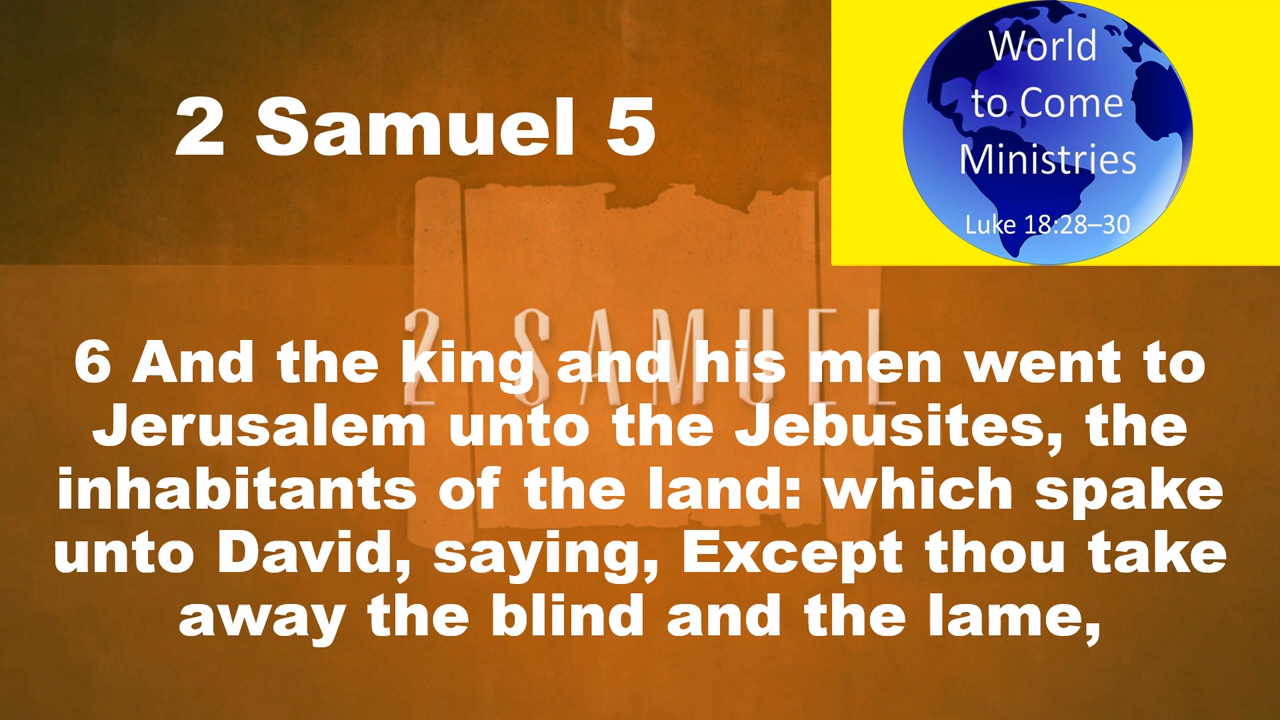 2 Samuel 5
World
to Come
Ministries
Luke 18:28–30
2 SAMUEL
6 And the king and his men went to
Jerusalem unto the Jebusites, the
inhabitants of the land: which spake
unto David, saying, Except thou take
away the blind and the lame,